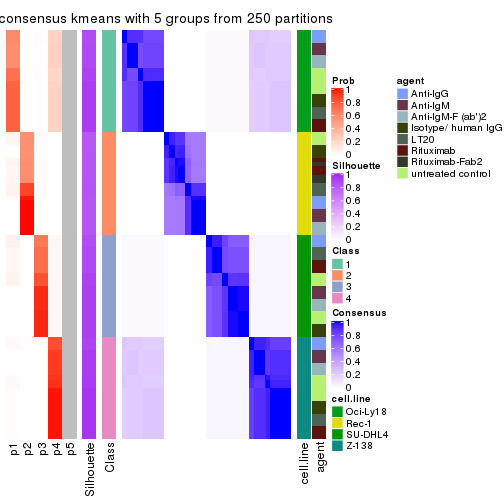 consensus kmeans with 5 groups from 250 partitions
Prob
1
0.8
0.6
0.4
0.2
0
Silhouette
1
0.8
0.6
0.4
0.2
0
Class
1
2
3
4
Consensus
1
0.8
0.6
0.4
0.2
0
cell.line
Oci-Ly18
Rec-1
SU-DHL4
Z-138
agent
Anti-IgG
Anti-IgM
Anti-IgM-F (ab')2
Isotype/ human IgG
LT20
Rituximab
Rituximab-Fab2
untreated control
p1
p2
p3
p4
p5
Silhouette
Class
cell.line
agent